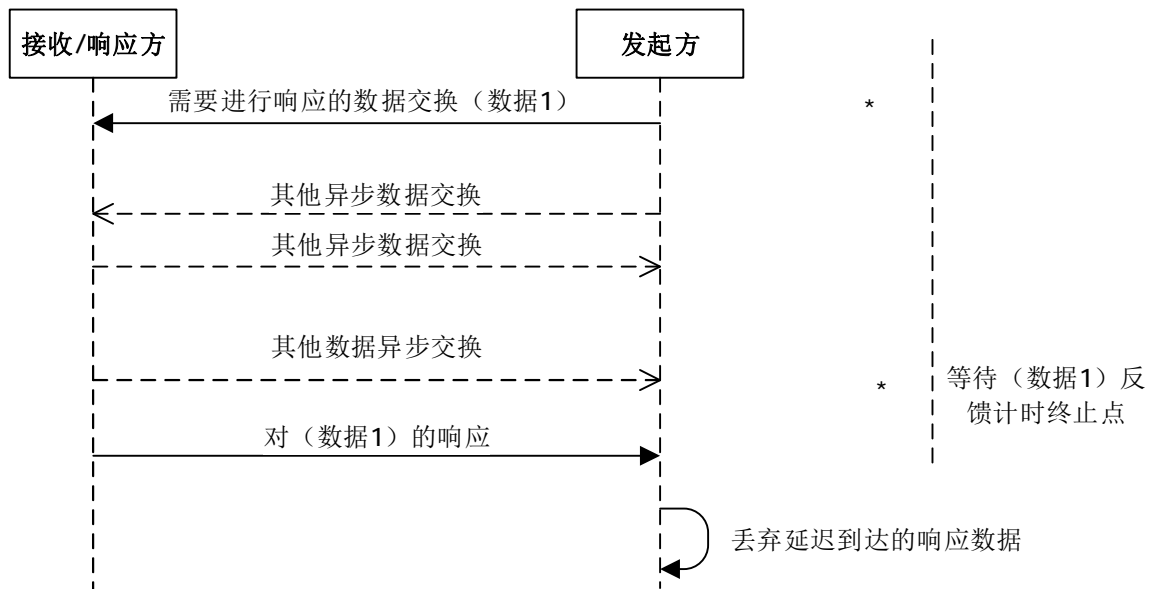 接收/响应方
发起方
需要进行响应的数据交换（数据1）
*
其他异步数据交换
其他异步数据交换
其他数据异步交换
*
等待（数据1）反
馈计时终止点
对（数据1）的响应
丢弃延迟到达的响应数据